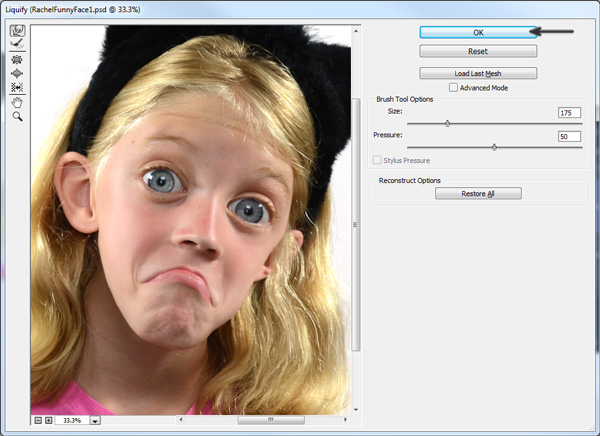 Liquify (RachelFunnyFace1.psd @ 33.3%)
OK
Reset
Load Last Mesh
Advanced Mode
Brush Tool Options
Size:
175
Pressure:
50
Stylus Pressure
Reconstruct Options
Restore All
33.3%